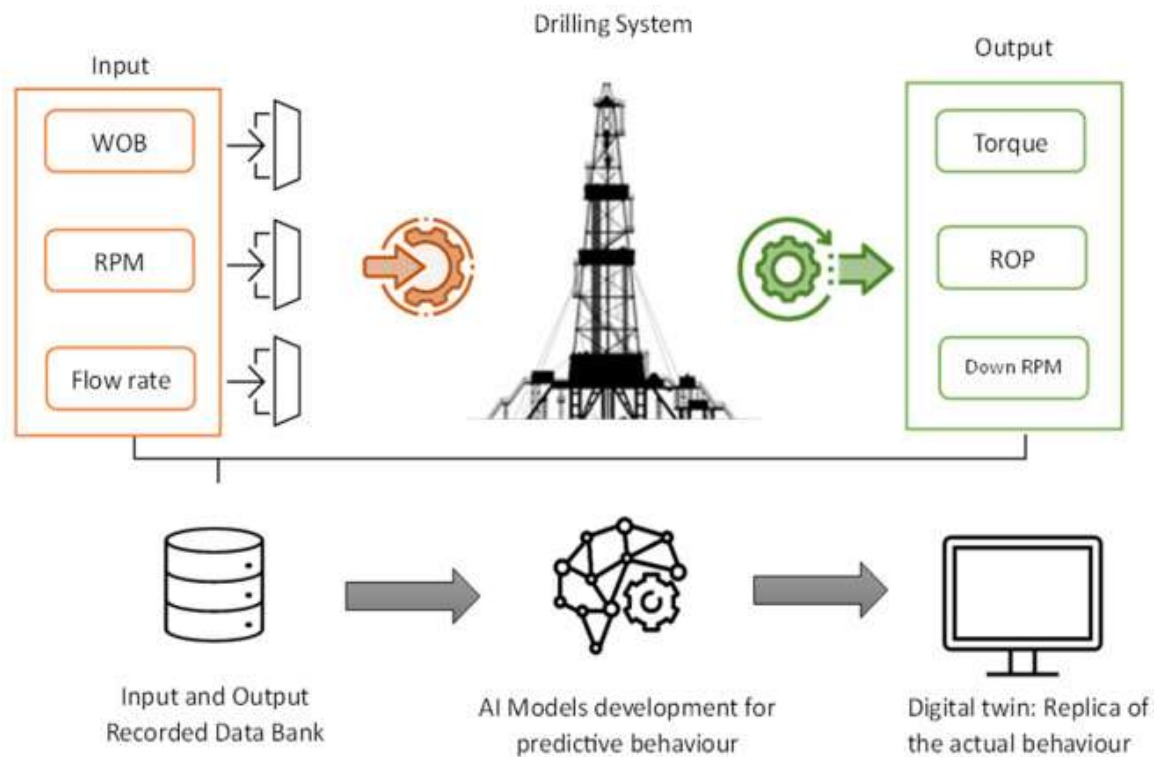 Drilling System
Input
Output
WOB
Torque
RPM
ROP
Flow rate
Down RPM
Input and Output
Recorded Data Bank
AI Models development for
predictive behaviour
Digital twin: Replica of
the actual behaviour